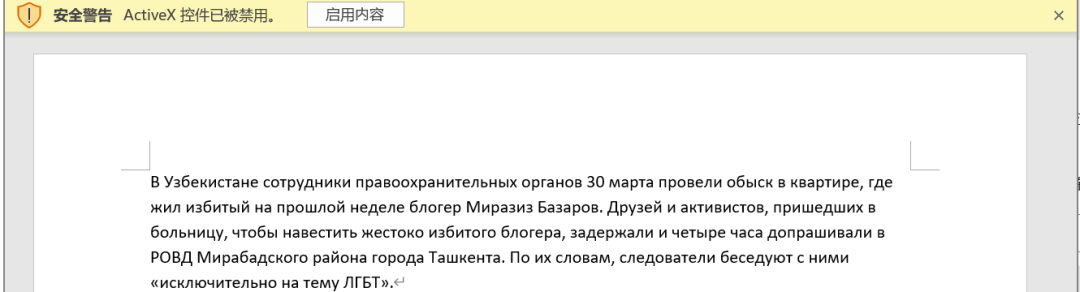 安全警告 ActiveX 控件已被禁用。 启用内容
В Узбекистане сотрудники правоохранительных органов 30 марта провели обыск в квартире, где
жил избитый на прошлой неделе блогер Миразиз Базаров. Друзей и активистов, пришедших в
больницу, чтобы навестить жестоко избитого блогера, задержали и четыре часа допрашивали в
РОВД Мирабадского района города Ташкента. По их словам, следователи беседуют с ними
«исключительно на тему ЛГБТ».